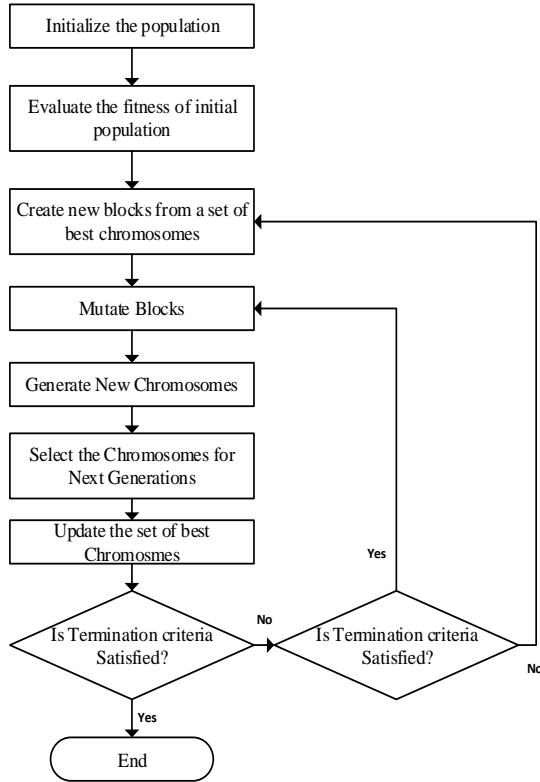 Initialize the population
Evaluate the fitness of initial
population
Create new blocks from a set of
best chromosomes
Mutate Blocks
Generate New Chromosomes
Select the Chromosomes for
Next Generations
Update the set of best
Chromosmes
Yes
Is Termination criteria
Satisfied?
No
Is Termination criteria
Satisfied?
No
Yes
End